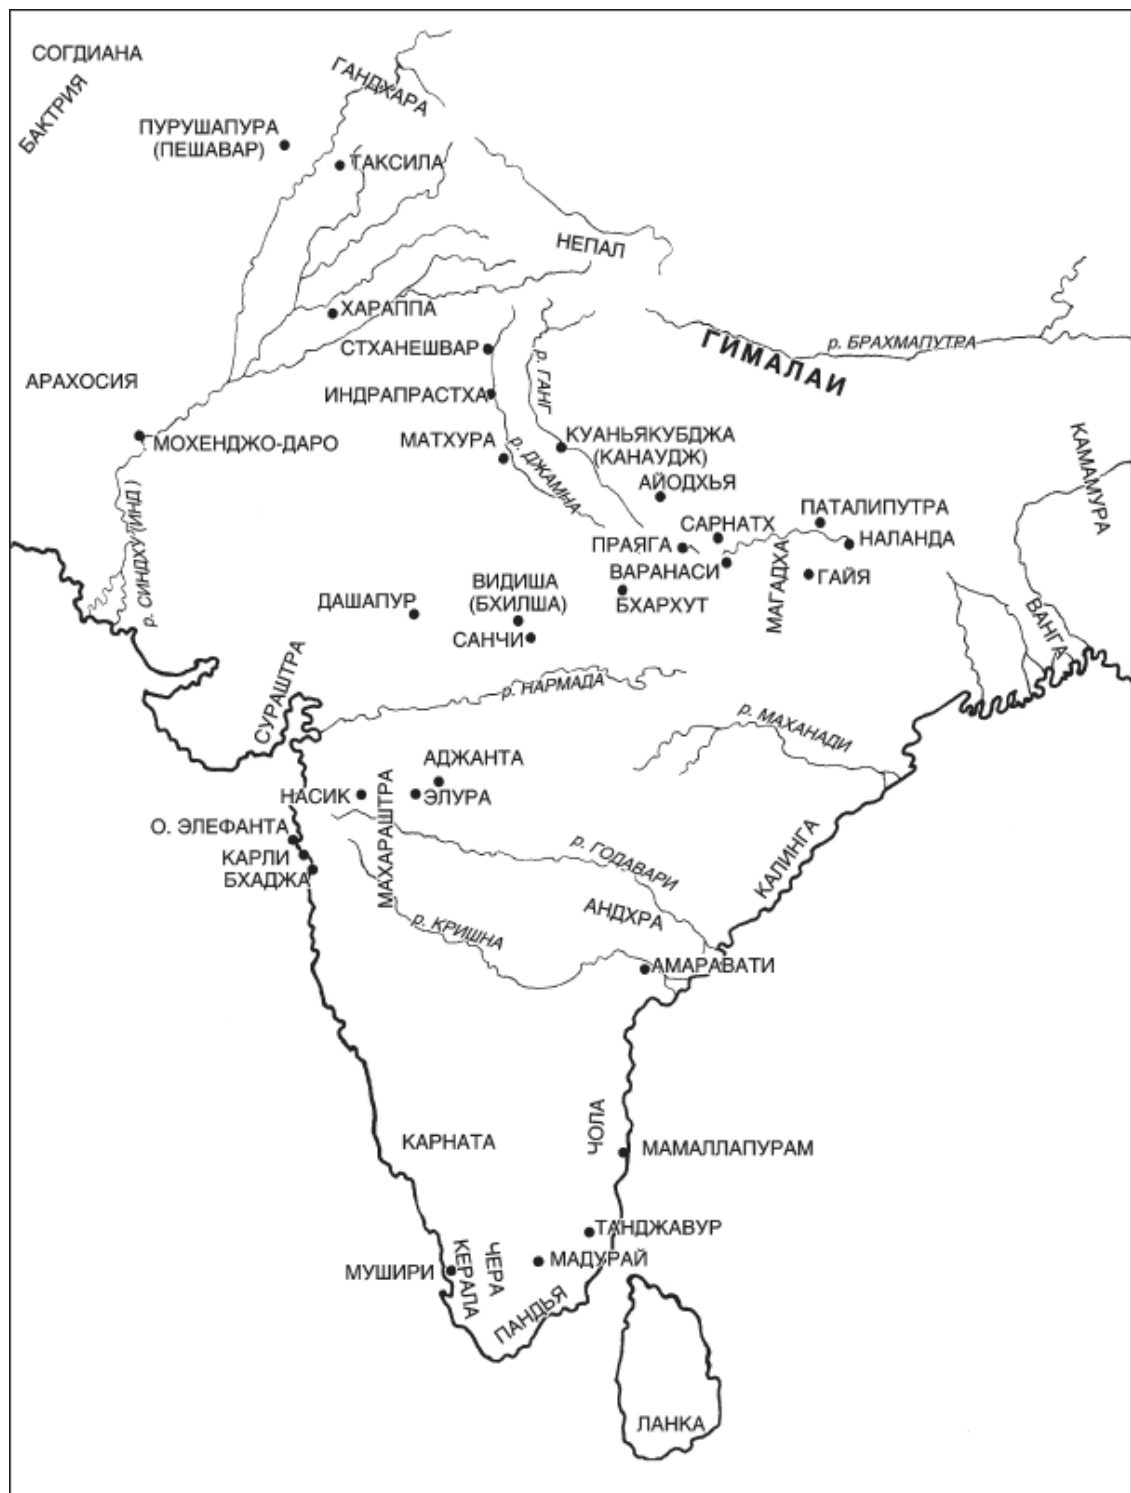 СОГДИАНА
БАКТРИЯ
ГАНДХАРА
ПУРУШАПУРА
(ПЕШАВАР)
ТАКСИЛА
НЕПАЛ
ХАРАППА
СТХАНЕШВАР
р. ГАНГ
ГИМАЛАИ
р. БРАХМАПУТРА
АРАХОСИЯ
ИНДРАПРАСТХА
МОХЕНДЖО-ДАРО
МАТХУРА
р. ДЖАМНА
КУАНЬЯКУБДЖА
(КАНАУДЖ)
КАМАМУРА
АЙОДХЬЯ
ПАТАЛИПУТРА
р. СИНДХУ (ИНД)
САРНАТХ
ПРАЯГА
НАЛАНДА
ВАРАНАСИ
МАГАДХА
ГАЙЯ
ВИДИША
(БХИЛША)
БХАРХУТ
ДАШАПУР
САНЧИ
ВАНГА
СУРАШТРА
р. НАРМАДА
р. МАХАНАДИ
АДЖАНТА
НАСИК
ЭЛУРА
МАХАРАШТРА
О. ЭЛЕФАНТА
КАРЛИ
БХАДЖА
р. ГОДАВАРИ
КАЛИНГА
АНДХРА
р. КРИШНА
АМАРАВАТИ
КАРНАТА
ЧОЛА
МАМАЛЛАПУРАМ
ТАНДЖАВУР
МАДУРАЙ
МУШИРИ
КЕРАЛА
ЧЕРА
ПАНДЬЯ
ЛАНКА